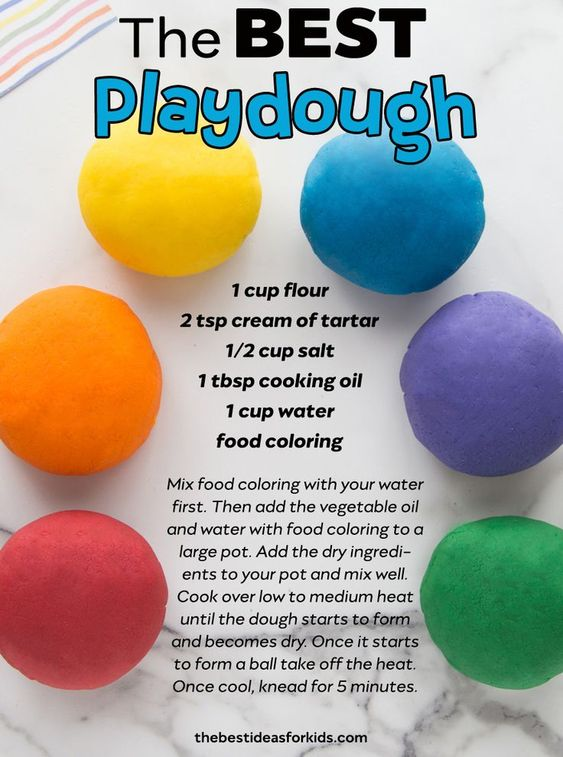 The BEST
Playdough
1 cup flour
2 tsp cream of tartar
1/2 cup salt
1 tbsp cooking oil
1 cup water
food coloring
Mix food coloring with your water
first. Then add the vegetable oil
and water with food coloring to a
large pot. Add the dry ingredi-
ents to your pot and mix well.
Cook over low to medium heat
until the dough starts to form
and becomes dry. Once it starts
to form a ball take off the heat.
Once cool, knead for 5 minutes.
thebestideasforkids.com